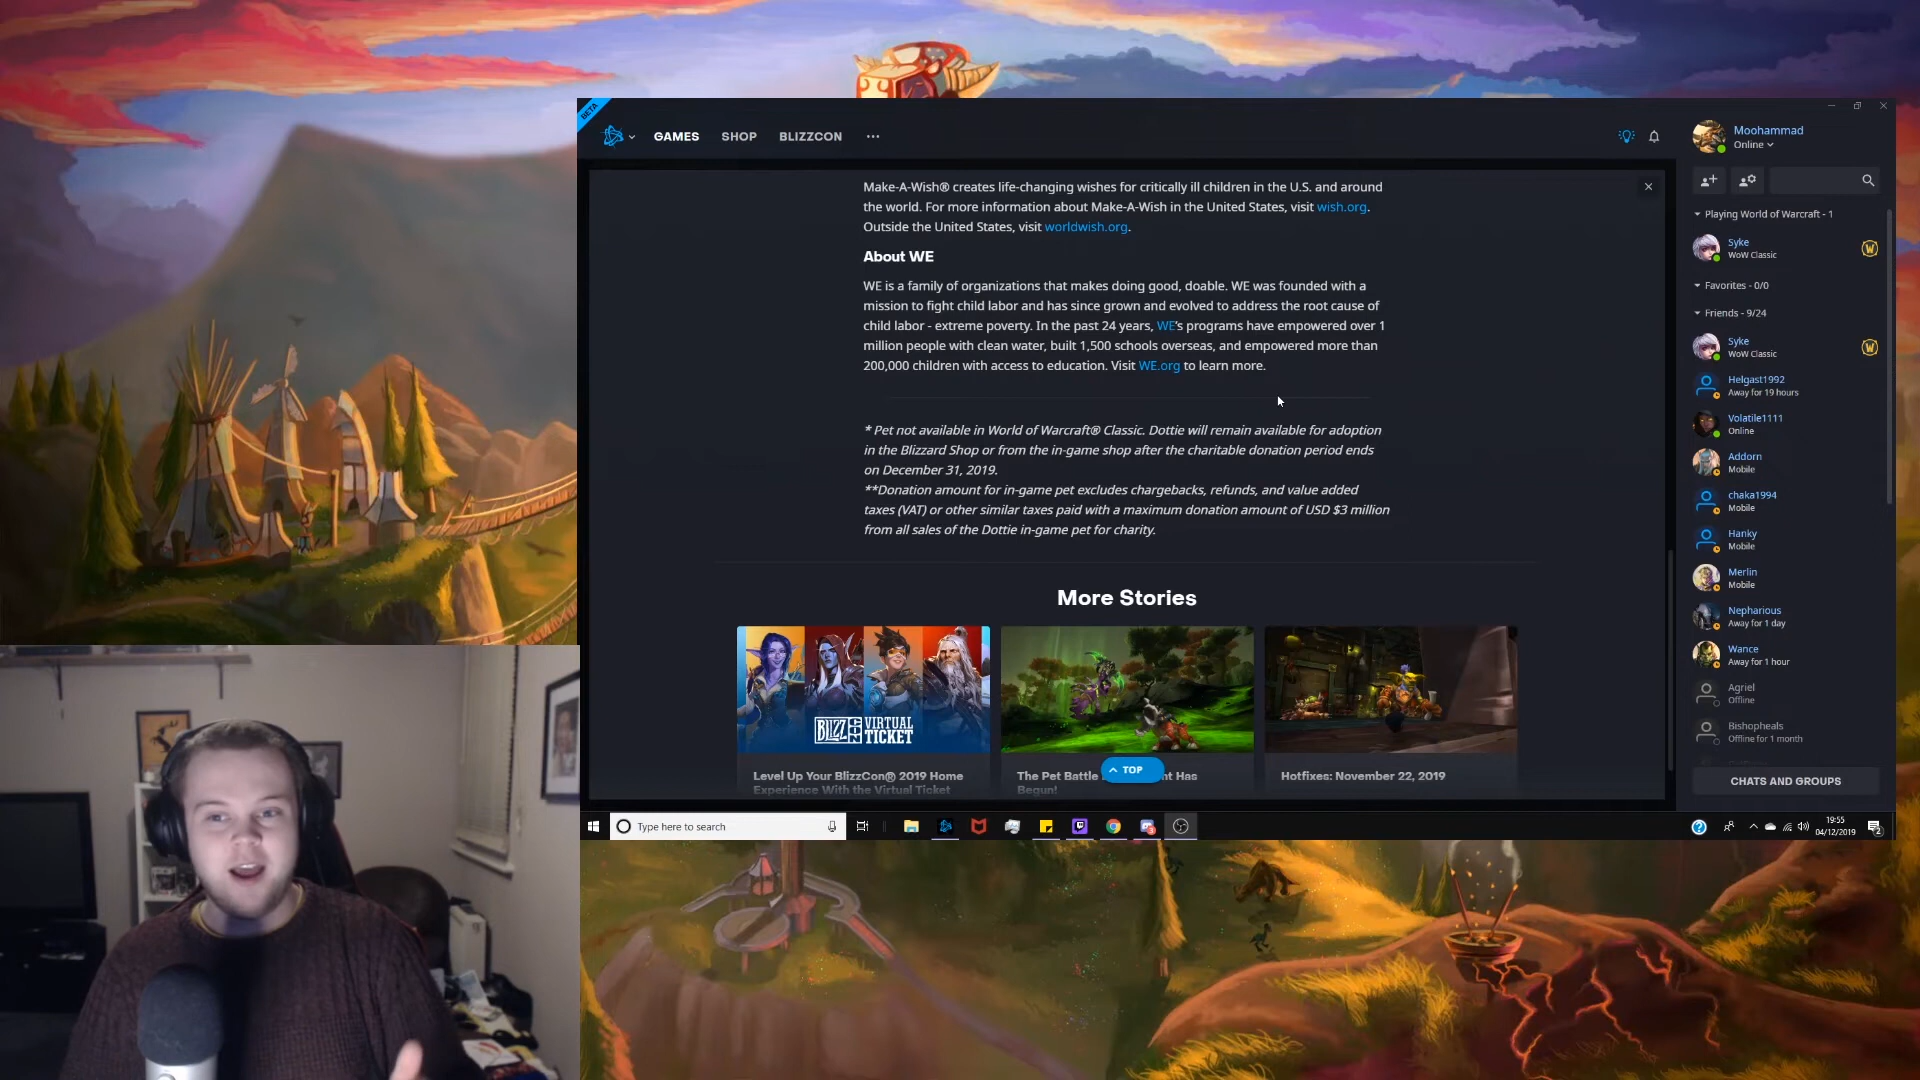 BETA
GAMES SHOP BLIZZCON
Moohammad
Online
Make-A-Wish® creates life-changing wishes for critically ill children in the U.S. and around
the world. For more information about Make-A-Wish in the United States, visit wish.org.
Outside the United States, visit worldwish.org.
About WE
WE is a family of organizations that makes doing good, doable. WE was founded with a
mission to fight child labor and has since grown and evolved to address the root cause of
child labor - extreme poverty. In the past 24 years, WE's programs have empowered over 1
million people with clean water, built 1,500 schools overseas, and empowered more than
200,000 children with access to education. Visit WE.org to learn more.
* Pet not available in World of Warcraft® Classic. Dottie will remain available for adoption
in the Blizzard Shop or from the in-game shop after the charitable donation period ends
on December 31, 2019.
**Donation amount for in-game pet excludes chargebacks, refunds, and value added
taxes (VAT) or other similar taxes paid with a maximum donation amount of USD $3 million
from all sales of the Dottie in-game pet for charity.
More Stories
BLIZZCON VIRTUAL
TICKET
Level Up Your BlizzCon® 2019 Home
Experience With the Virtual Ticket
The Pet Battle nt Has
Begun!
Hotfixes: November 22, 2019
TOP
Playing World of Warcraft - 1
Syke
WoW Classic
Favorites - 0/0
Friends - 9/24
Syke
WoW Classic
Helgast1992
Away for 19 hours
Volatile1111
Online
Addorn
Mobile
chaka1994
Mobile
Hanky
Mobile
Merlin
Mobile
Nepharious
Away for 1 day
Wance
Away for 1 hour
Agriel
Offline
Bishopheals
Offline for 1 month
CHATS AND GROUPS
Type here to search
19:55
04/12/2019